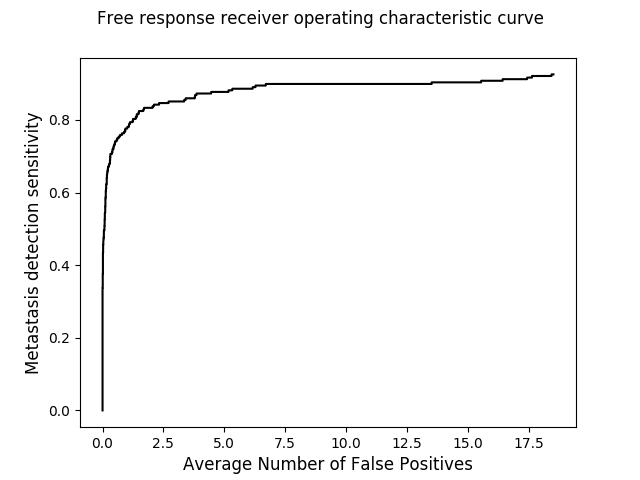 Free response receiver operating characteristic curve
Metastasis detection sensitivity
0.8
0.6
0.4
0.2
0.0
0.0 2.5 5.0 7.5 10.0 12.5 15.0 17.5
Average Number of False Positives